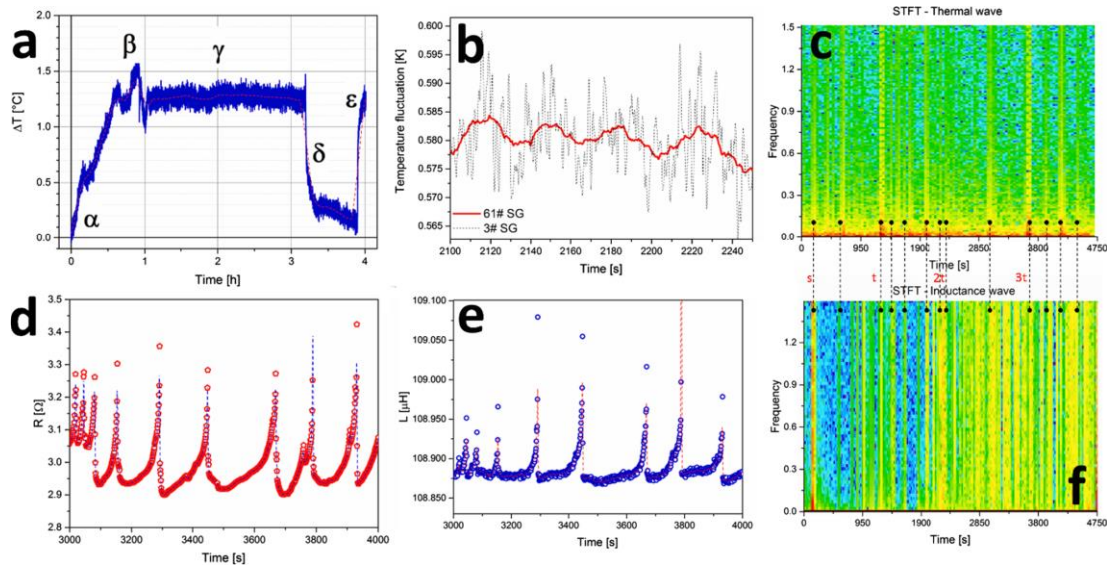 a
β
γ
ε
δ
α
2.0
1.5
1.0
0.5
0.0
ΔT [°C]
0 1 2 3 4
Time [h]
b
0.600
0.595
0.590
0.585
0.580
0.575
0.570
0.565
Temperature fluctuation [K]
61# SG
3# SG
2100 2120 2140 2160 2180 2200 2220 2240
Time [s]
STFT - Thermal wave
c
1.5
1.2
0.9
0.6
0.3
0.0
Frequency
0 950 1900 2850 3800 4750
Time [s]
s t 2t 3t
d
3.5
3.4
3.3
3.2
3.1
3.0
2.9
2.8
R [Ω]
3000 3200 3400 3600 3800 4000
Time [s]
e
109.100
109.050
109.000
108.950
108.900
108.850
L [µH]
3000 3200 3400 3600 3800 4000
Time [s]
STFT - Inductance wave
f
1.2
0.9
0.6
0.3
0.0
Frequency
0 950 1900 2850 3800 4750
Time [s]